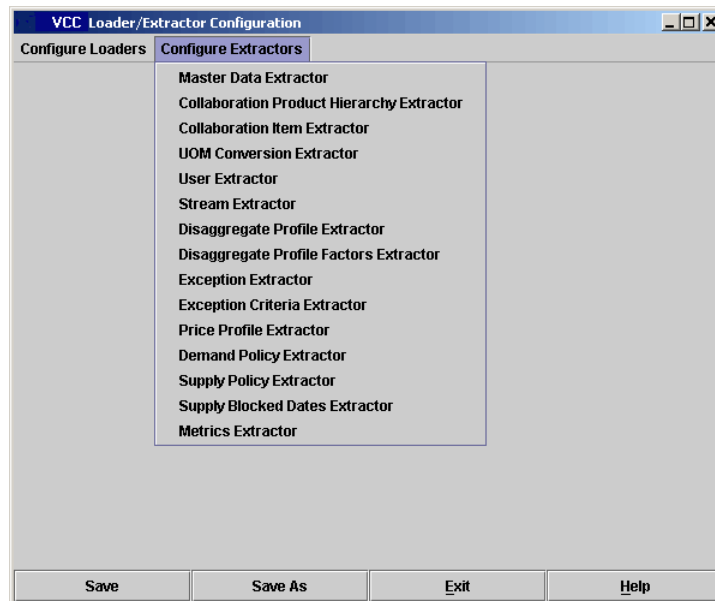 VCC Loader/Extractor Configuration
Configure Loaders Configure Extractors
Master Data Extractor
Collaboration Product Hierarchy Extractor
Collaboration Item Extractor
UOM Conversion Extractor
User Extractor
Stream Extractor
Disaggregate Profile Extractor
Disaggregate Profile Factors Extractor
Exception Extractor
Exception Criteria Extractor
Price Profile Extractor
Demand Policy Extractor
Supply Policy Extractor
Supply Blocked Dates Extractor
Metrics Extractor
Save Save As Exit Help